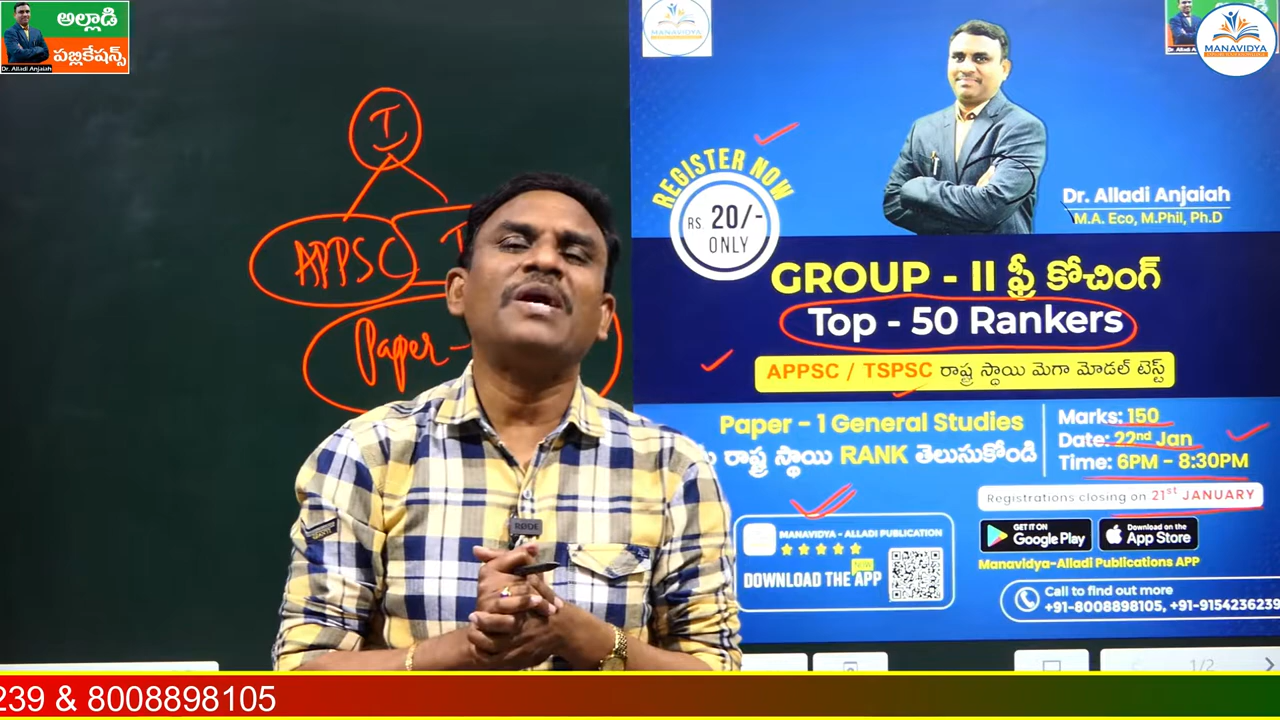 అల్లాడి
పబ్లికేషన్స్
Dr. Alladi Anjaiah
I
APPSC
Paper -
RØDE
MANAVIDYA
MANAVIDYA
REGISTER NOW
RS. 20/-
ONLY
Dr. Alladi Anjaiah
M.A. Eco, M.Phil, Ph.D
GROUP - II ఫ్రీ కోచింగ్
Top - 50 Rankers
APPSC / TSPSC రాష్ట్ర స్థాయి మెగా మోడల్ టెస్ట్
Paper - 1 General Studies
రాష్ట్ర స్థాయి RANK తెలుసుకోండి
Marks: 150
Date: 22nd Jan
Time: 6PM - 8:30PM
Registrations closing on 21st JANUARY
MANAVIDYA - ALLADI PUBLICATION
NOW
DOWNLOAD THE APP
GET IT ON
Google Play
Download on the
App Store
Manavidya-Alladi Publications APP
Call to find out more
+91-8008898105, +91-9154236239
1/2
239 & 8008898105